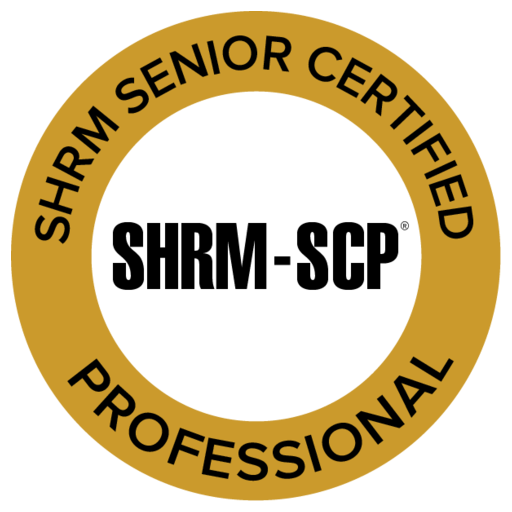 SHRM SENIOR CERTIFIED
SHRM-SCP®
PROFESSIONAL